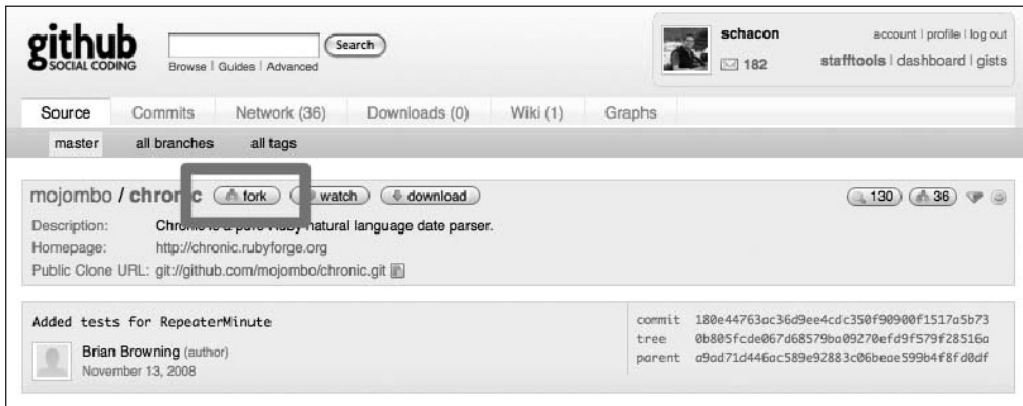 github
SOCIAL CODING
Search
Browse | Guides | Advanced
schacon
182
account | profile | log out
stafftools | dashboard | gists
Source Commits Network (36) Downloads (0) Wiki (1) Graphs
master all branches all tags
mojombo / chronic fork watch download 130 36
Description: Chronic is a pure Ruby natural language date parser.
Homepage: http://chronic.rubyforge.org
Public Clone URL: git://github.com/mojombo/chronic.git
Added tests for RepeaterMinute
Brian Browning (author)
November 13, 2008
commit 180e44763ac36d9ee4cdc350f90900f1517a5b73
tree 0b805fcde067d68579ba09270efd9f579f28516a
parent a9ad71d446ac589e92883c06beae599b4f8fd0df